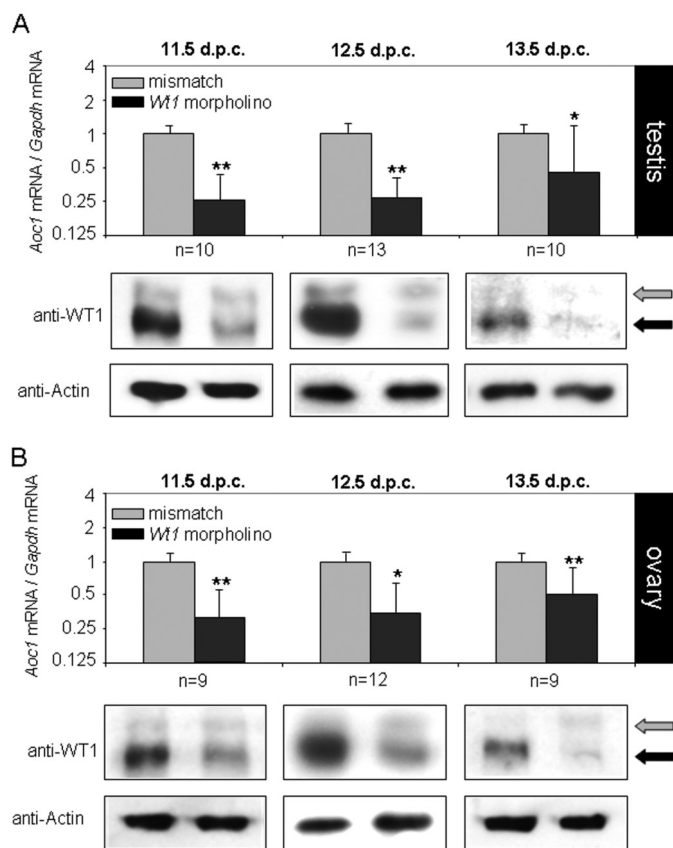 A
11.5 d.p.c. 12.5 d.p.c. 13.5 d.p.c.
Aoc1 mRNA / Gapdh mRNA
4
2
1
0.5
0.25
0.125
mismatch
Wt1 morpholino
** ** *
testis
n=10 n=13 n=10
anti-WT1
anti-Actin
B
11.5 d.p.c. 12.5 d.p.c. 13.5 d.p.c.
Aoc1 mRNA / Gapdh mRNA
4
2
1
0.5
0.25
0.125
mismatch
Wt1 morpholino
** * **
ovary
n=9 n=12 n=9
anti-WT1
anti-Actin